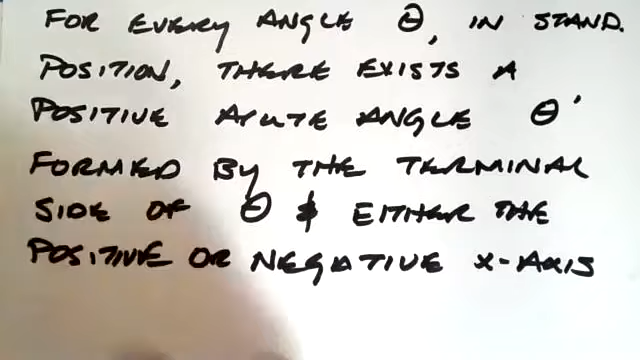 FOR EVERY ANGLE Θ, IN STAND.
POSITION, THERE EXISTS A
POSITIVE ACUTE ANGLE Θ'
FORMED BY THE TERMINAL
SIDE OF Θ & EITHER THE
POSITIVE OR NEGATIVE X-AXIS